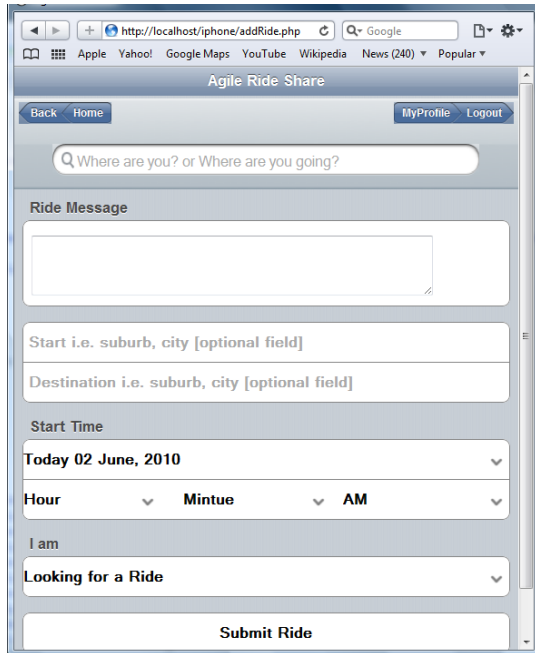 http://localhost/iphone/addRide.php Google
Apple Yahoo! Google Maps YouTube Wikipedia News (240) Popular
Agile Ride Share
Back Home MyProfile Logout
Where are you? or Where are you going?
Ride Message
Start i.e. suburb, city [optional field]
Destination i.e. suburb, city [optional field]
Start Time
Today 02 June, 2010
Hour Mintue AM
I am
Looking for a Ride
Submit Ride